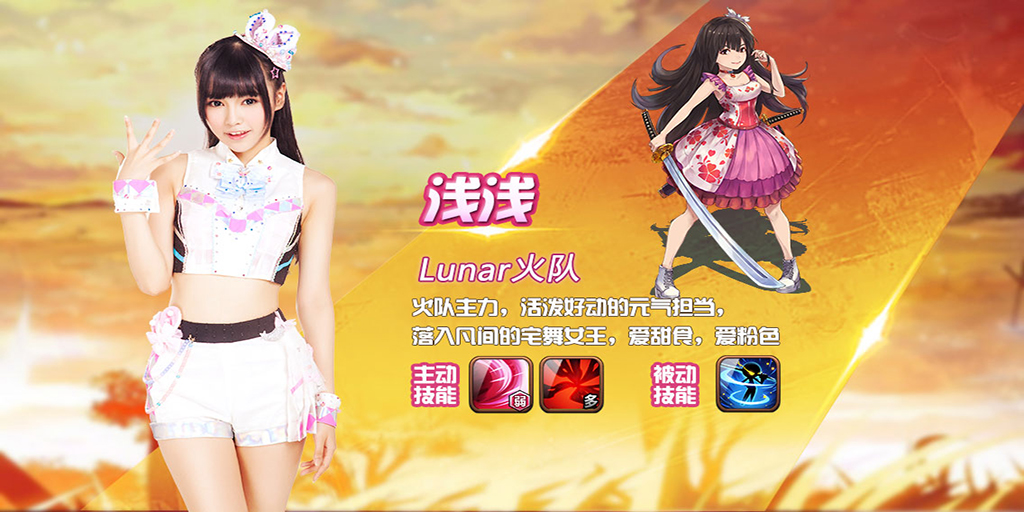 浅浅
Lunar火队
火队主力，活泼好动的元气担当，
落入凡间的宅舞女王，爱甜食，爱粉色
主动
技能
弱
多
被动
技能